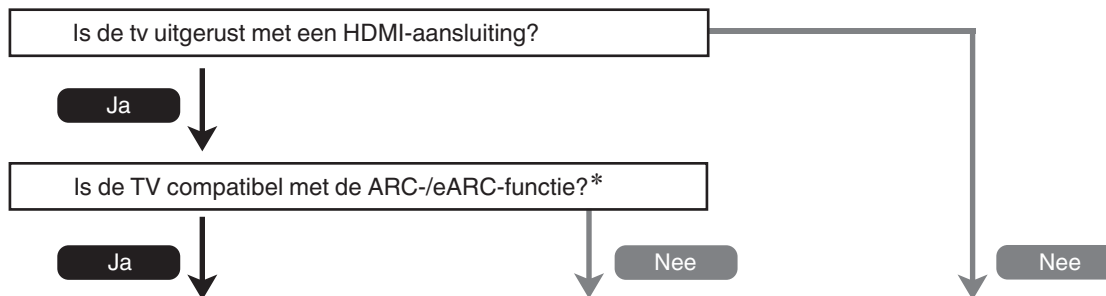 Is de tv uitgerust met een HDMI-aansluiting?
Ja
Is de TV compatibel met de ARC-/eARC-functie?*
Ja
Nee
Nee